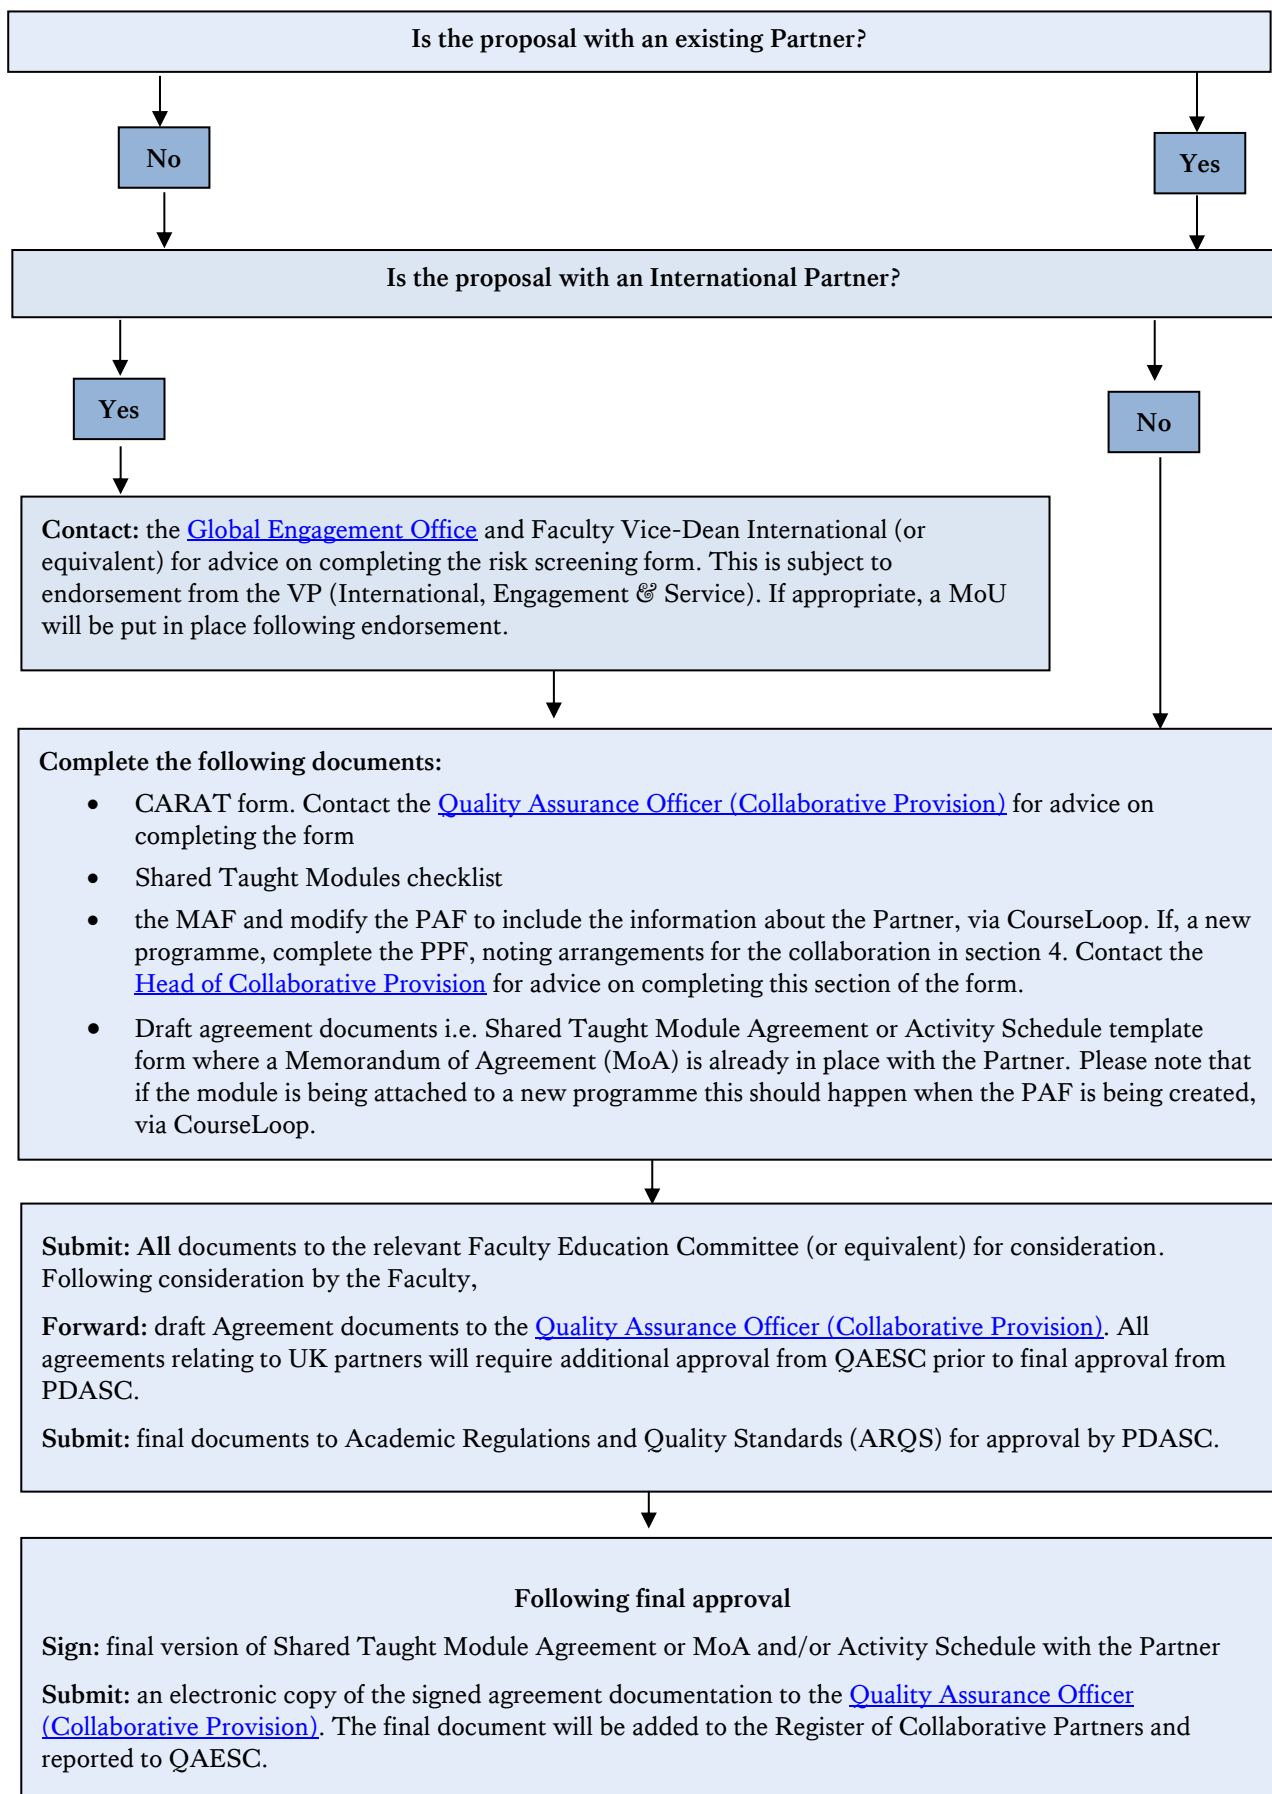 Is the proposal with an existing Partner?
No
Yes
Is the proposal with an International Partner?
Yes
No
Contact: the Global Engagement Office and Faculty Vice-Dean International (or
equivalent) for advice on completing the risk screening form. This is subject to
endorsement from the VP (International, Engagement & Service). If appropriate, a MoU
will be put in place following endorsement.
Complete the following documents:
• CARAT form. Contact the Quality Assurance Officer (Collaborative Provision) for advice on
completing the form
• Shared Taught Modules checklist
• the MAF and modify the PAF to include the information about the Partner, via CourseLoop. If, a new
programme, complete the PPF, noting arrangements for the collaboration in section 4. Contact the
Head of Collaborative Provision for advice on completing this section of the form.
• Draft agreement documents i.e. Shared Taught Module Agreement or Activity Schedule template
form where a Memorandum of Agreement (MoA) is already in place with the Partner. Please note that
if the module is being attached to a new programme this should happen when the PAF is being created,
via CourseLoop.
Submit: All documents to the relevant Faculty Education Committee (or equivalent) for consideration.
Following consideration by the Faculty,
Forward: draft Agreement documents to the Quality Assurance Officer (Collaborative Provision). All
agreements relating to UK partners will require additional approval from QAESC prior to final approval from
PDASC.
Submit: final documents to Academic Regulations and Quality Standards (ARQS) for approval by PDASC.
Following final approval
Sign: final version of Shared Taught Module Agreement or MoA and/or Activity Schedule with the Partner
Submit: an electronic copy of the signed agreement documentation to the Quality Assurance Officer
(Collaborative Provision). The final document will be added to the Register of Collaborative Partners and
reported to QAESC.